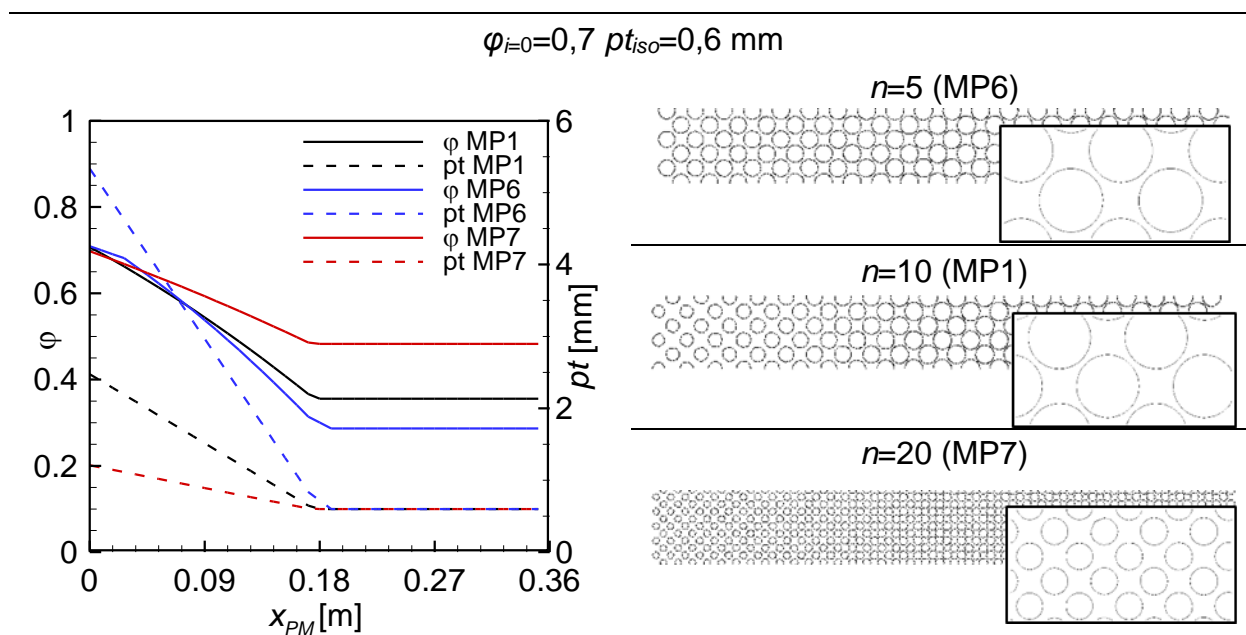 φi=0=0,7 ptiso=0,6 mm
n=5 (MP6)
n=10 (MP1)
n=20 (MP7)
1
0.8
0.6
0.4
0.2
0
φ
6
4
2
0
pt [mm]
φ MP1
pt MP1
φ MP6
pt MP6
φ MP7
pt MP7
0
0.09
0.18
0.27
0.36
xPM [m]